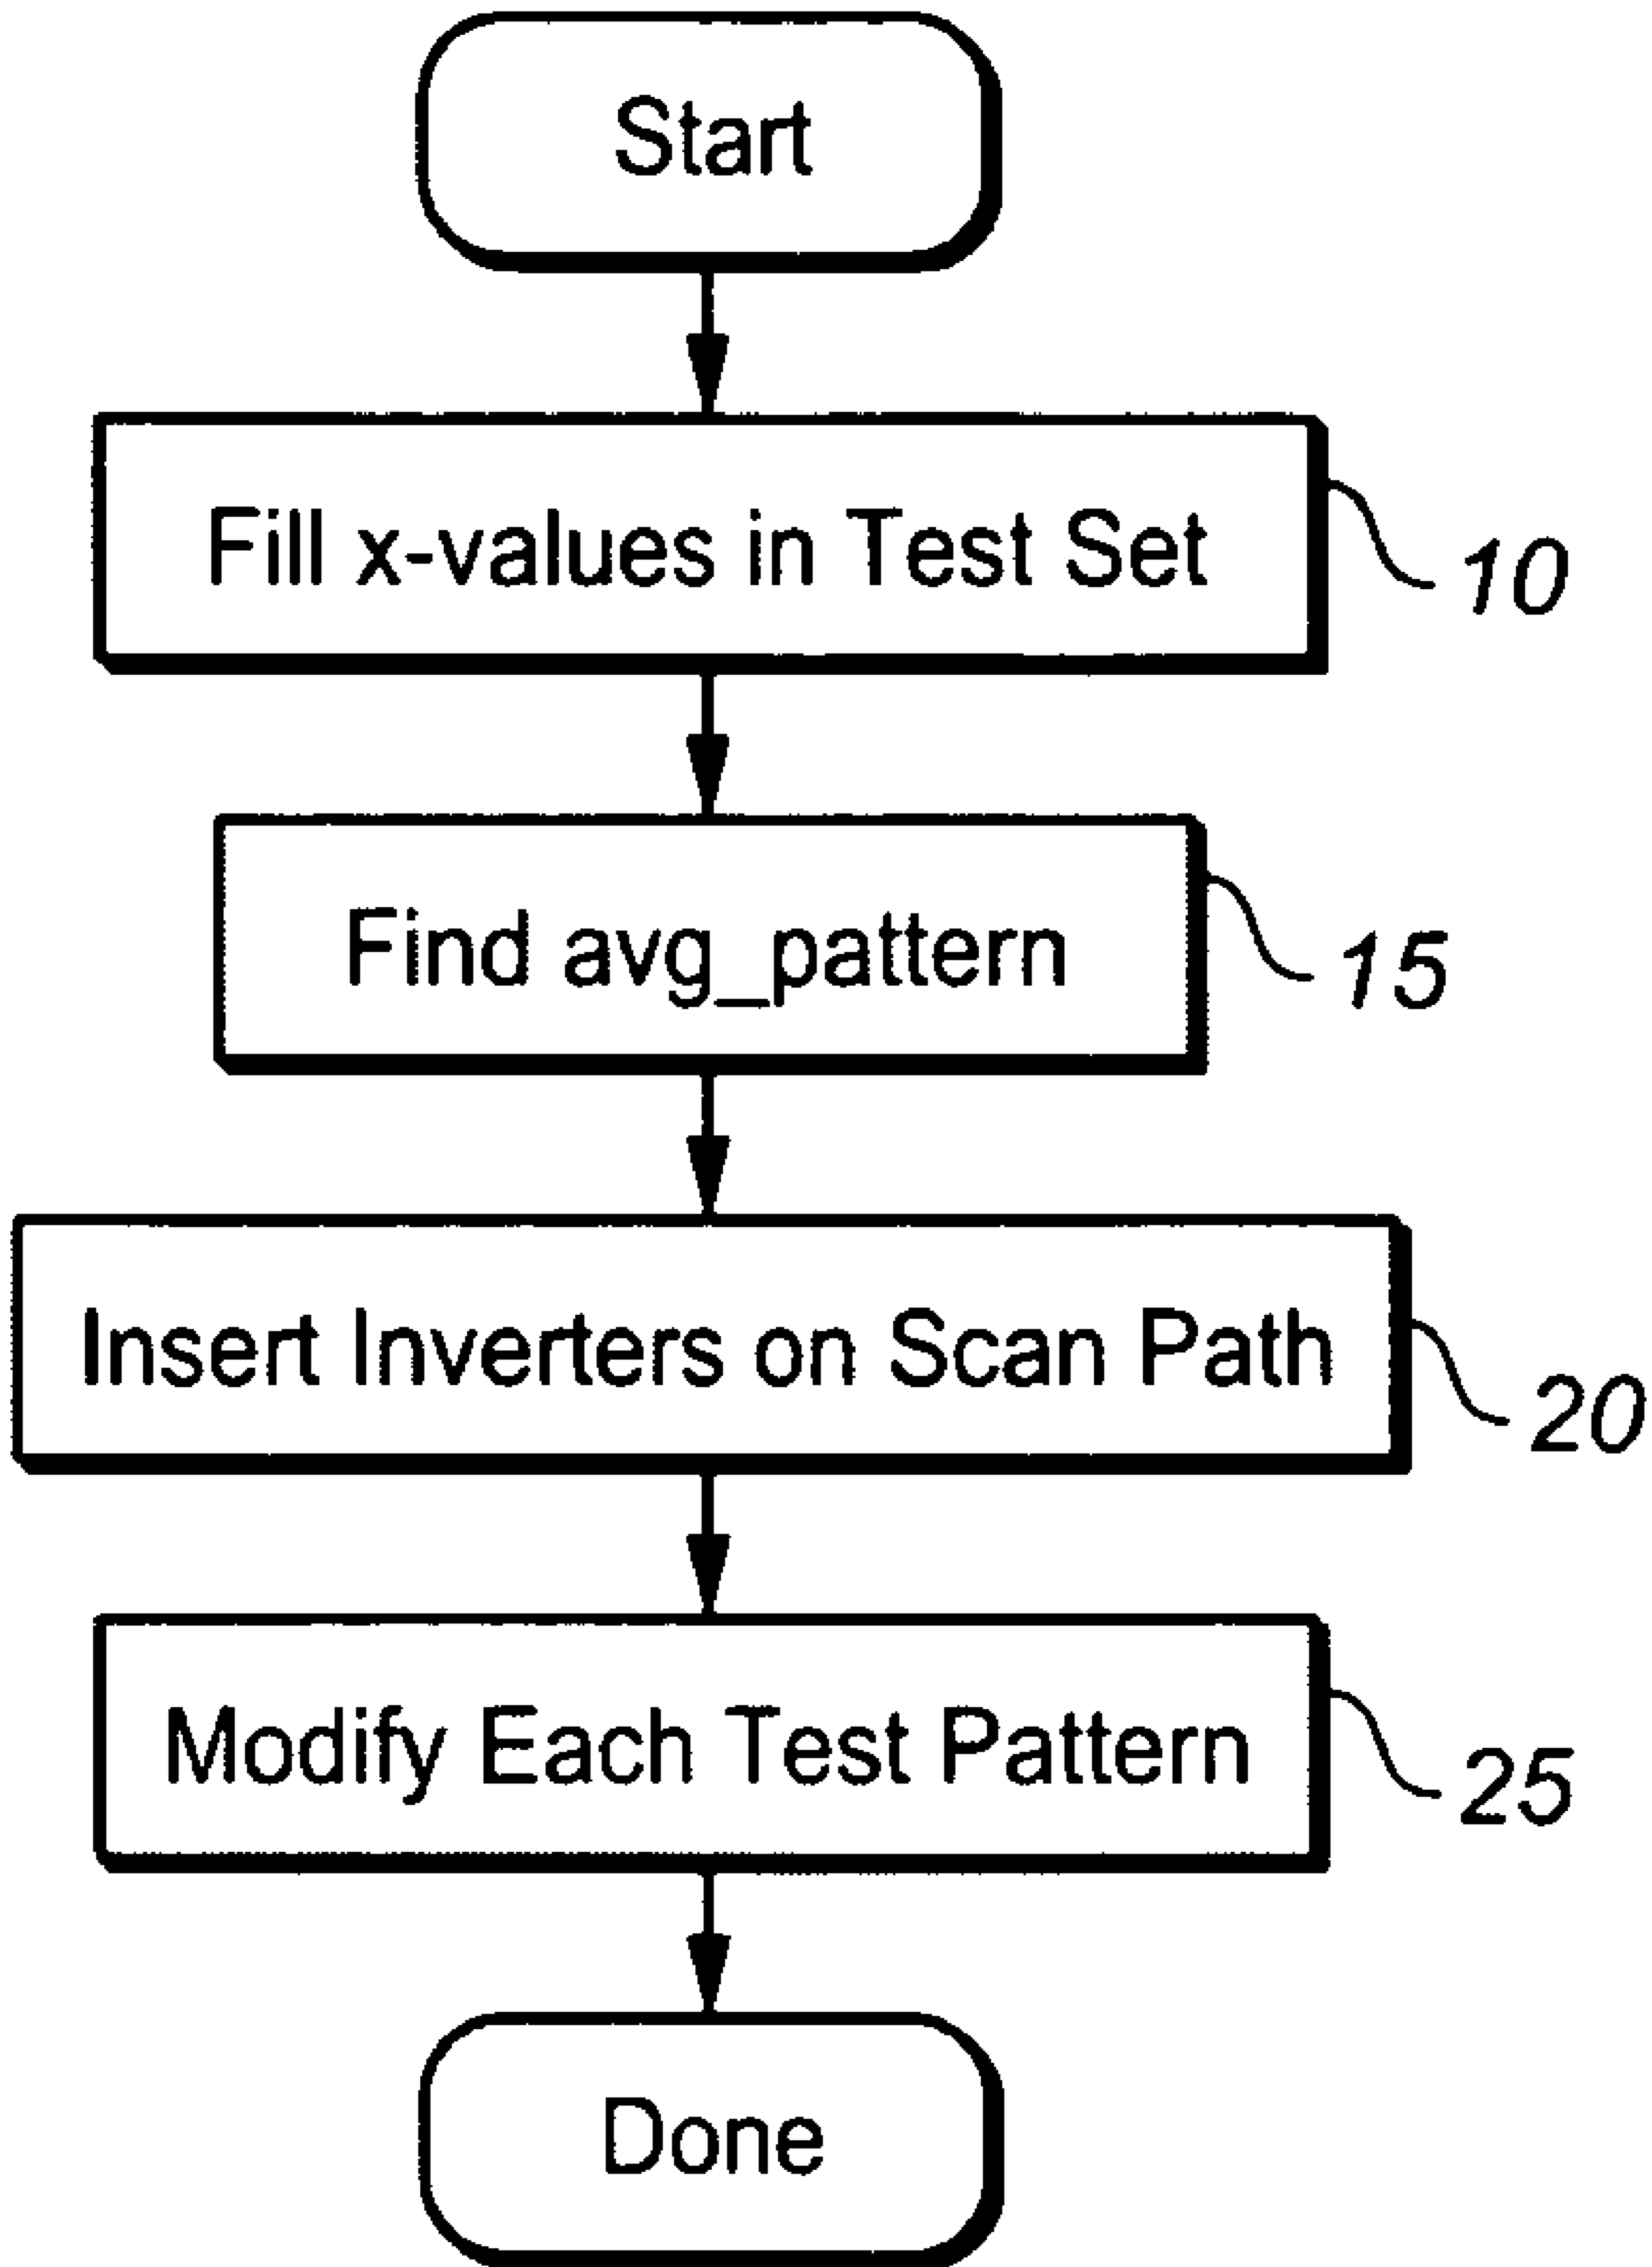 Start
Fill x-values in Test Set
10
Find avg_pattern
15
Insert Inverters on Scan Path
20
Modify Each Test Pattern
25
Done